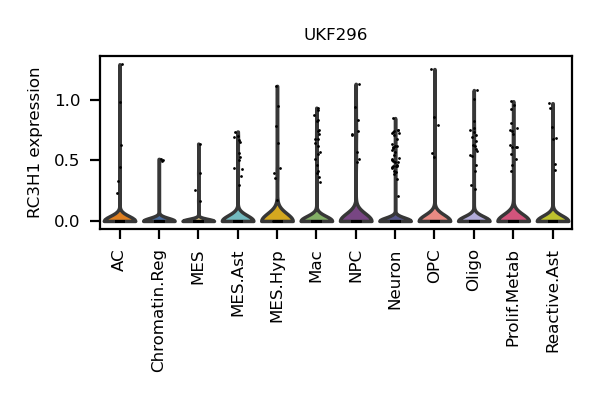 UKF296
RC3H1 expression
1.0
0.5
0.0
AC
Chromatin.Reg
MES
MES.Ast
MES.Hyp
Mac
NPC
Neuron
OPC
Oligo
Prolif.Metab
Reactive.Ast